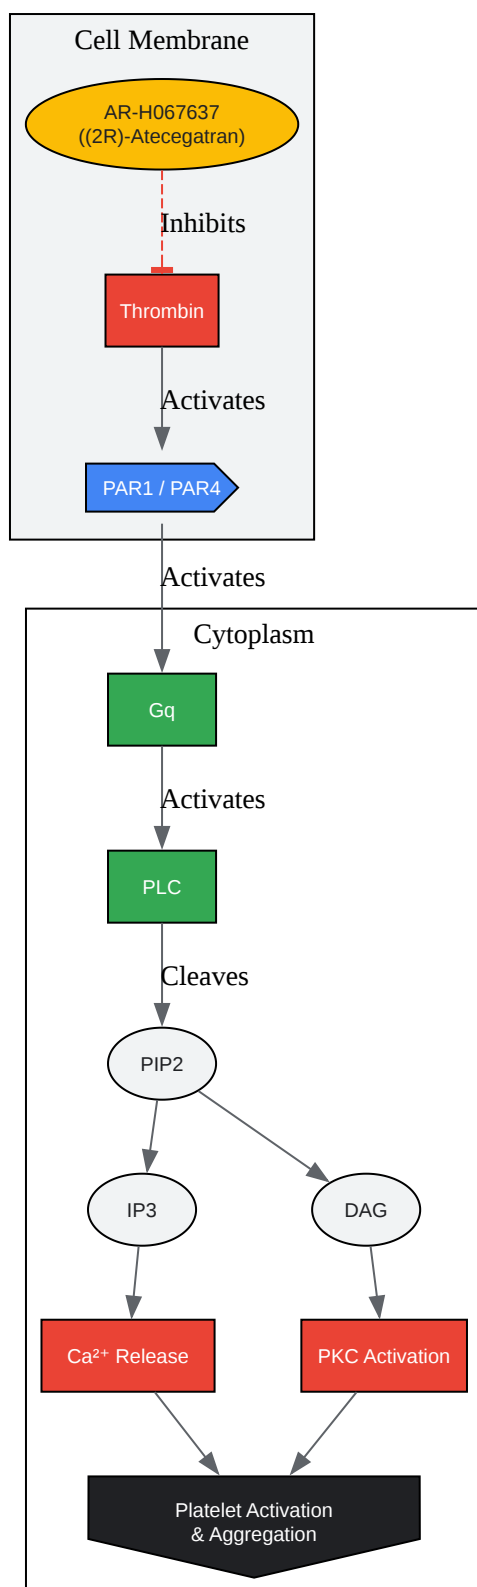 Cell Membrane
AR-H067637
((2R)-Atecegatran)
Inhibits
Thrombin
Activates
PAR1 / PAR4
Activates
Cytoplasm
Gq
Activates
PLC
Cleaves
PIP2
IP3
DAG
Ca²⁺ Release
PKC Activation
Platelet Activation
& Aggregation